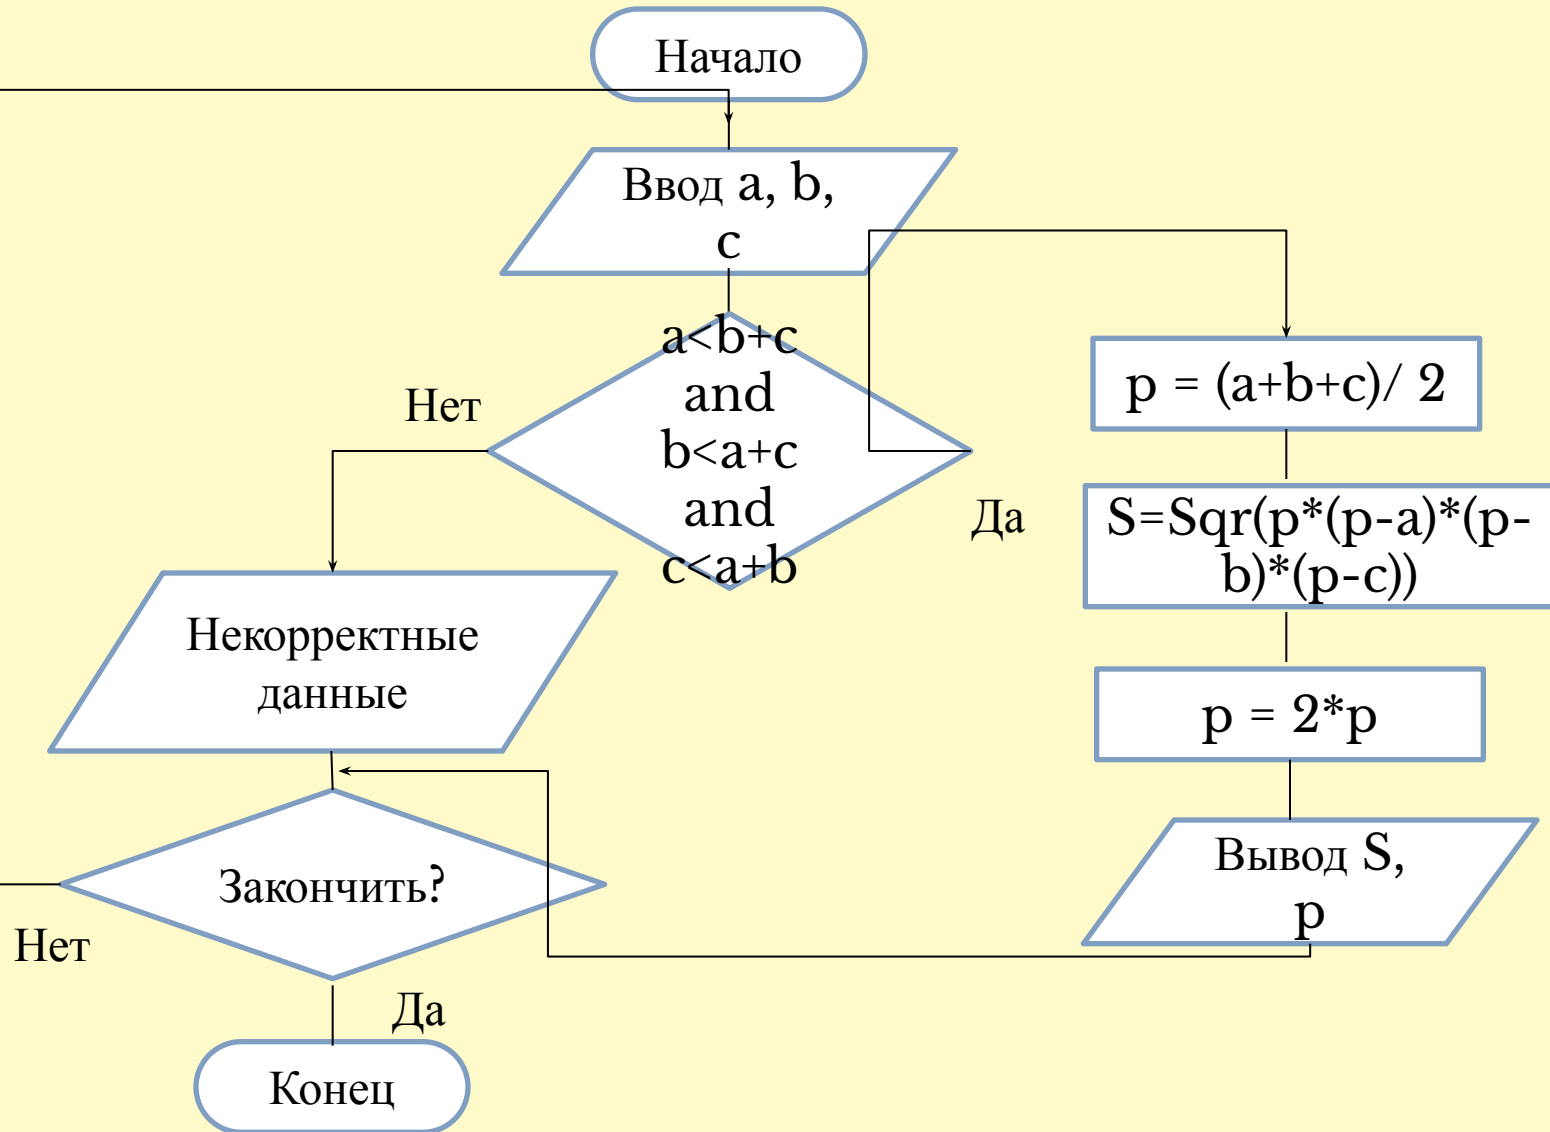 Начало
Ввод a, b,
c
a<b+c
and
b<a+c
and
c<a+b
Нет
Да
p = (a+b+c)/ 2
S=Sqr(p*(p-a)*(p-
b)*(p-c))
p = 2*p
Вывод S,
p
Некорректные
данные
Закончить?
Нет
Да
Конец